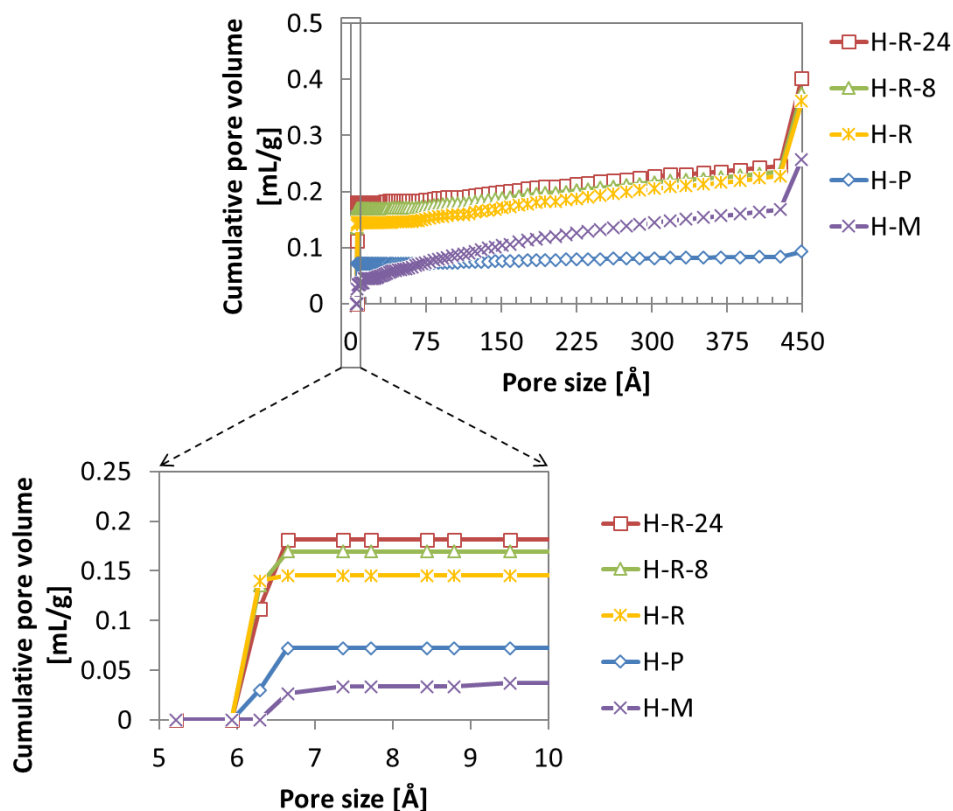 Cumulative pore volume
[mL/g]
0.5
0.4
0.3
0.2
0.1
0
0 75 150 225 300 375 450
Pore size [Å]
H-R-24
H-R-8
H-R
H-P
H-M
Cumulative pore volume
[mL/g]
0.25
0.2
0.15
0.1
0.05
0
5 6 7 8 9 10
Pore size [Å]
H-R-24
H-R-8
H-R
H-P
H-M